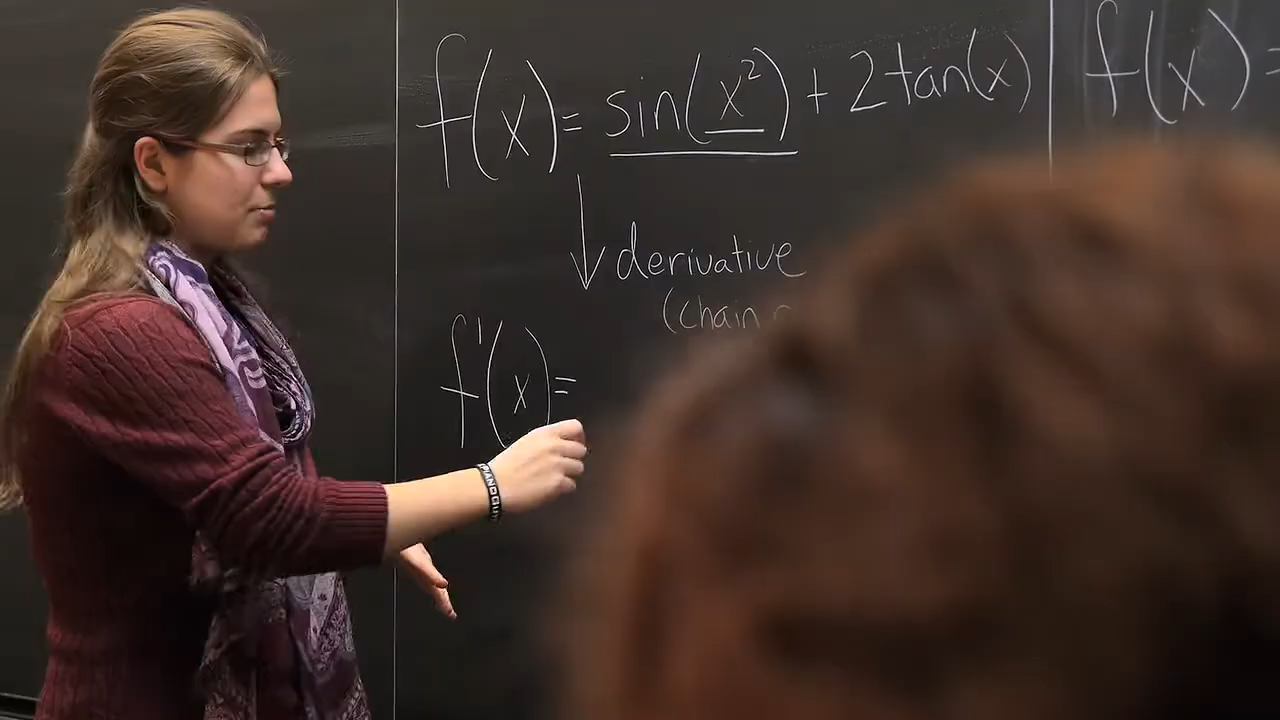 f(x) = sin(x²) + 2tan(x)
f(x) =
derivative
(chain
f'(x) =